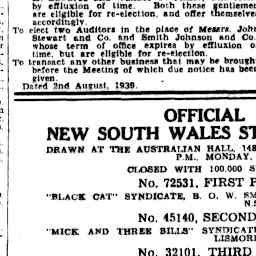 by effluxion of time. Both these gentlemen
are eligible for re-election, and offer themselve
accordingly.
To elect two Auditors in the place of Messrs. John
Stewart and Co. and Smith Johnson and Co.
whose term of office expires by effluxion o
time, but are eligible for re-election.
To transact any other business that may be brought
before the Meeting of which due notice has been
given.
Dated 2nd August, 1939.
OFFICIAL
NEW SOUTH WALES ST
DRAWN AT THE AUSTRALIAN HALL, 148
P.M., MONDAY,
CLOSED WITH 100,000 S
No. 72531, FIRST P
"BLACK CAT" SYNDICATE, B. O. W. SM
N.S
No. 45140, SECOND
"MICK AND THREE BILLS" SYNDICAT
LISMORE
No. 32101, THIRD